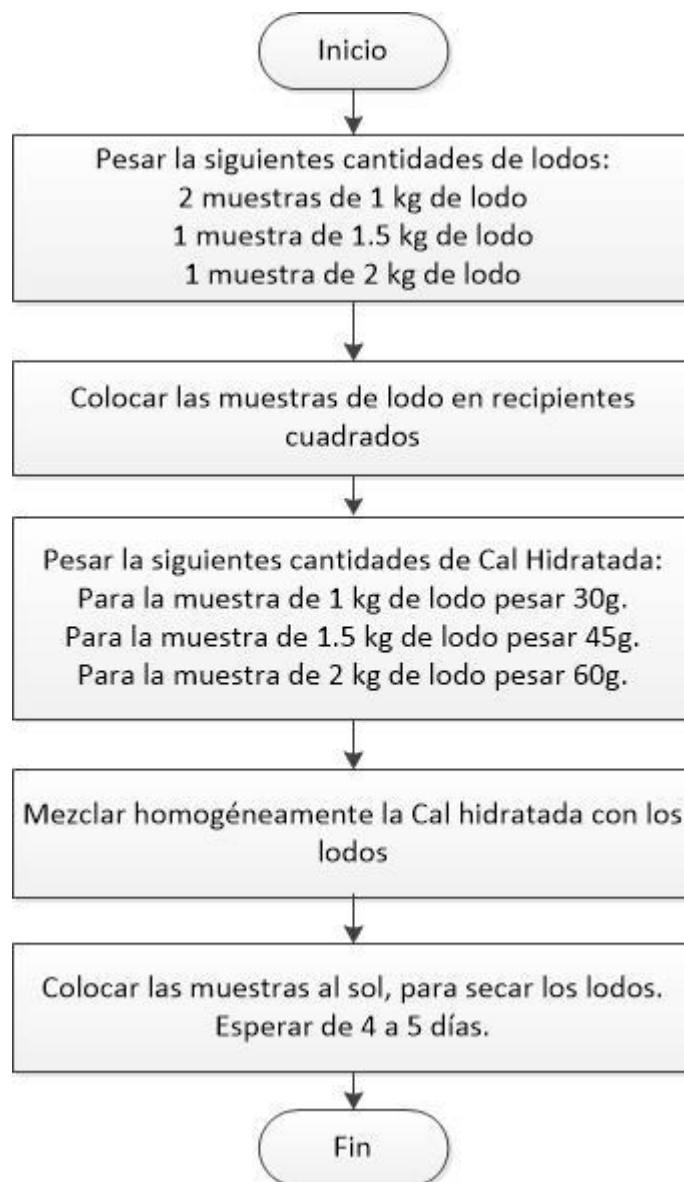 Inicio
Pesar la siguientes cantidades de lodos:
2 muestras de 1 kg de lodo
1 muestra de 1.5 kg de lodo
1 muestra de 2 kg de lodo
Colocar las muestras de lodo en recipientes
cuadrados
Pesar la siguientes cantidades de Cal Hidratada:
Para la muestra de 1 kg de lodo pesar 30g.
Para la muestra de 1.5 kg de lodo pesar 45g.
Para la muestra de 2 kg de lodo pesar 60g.
Mezclar homogéneamente la Cal hidratada con los
lodos
Colocar las muestras al sol, para secar los lodos.
Esperar de 4 a 5 días.
Fin